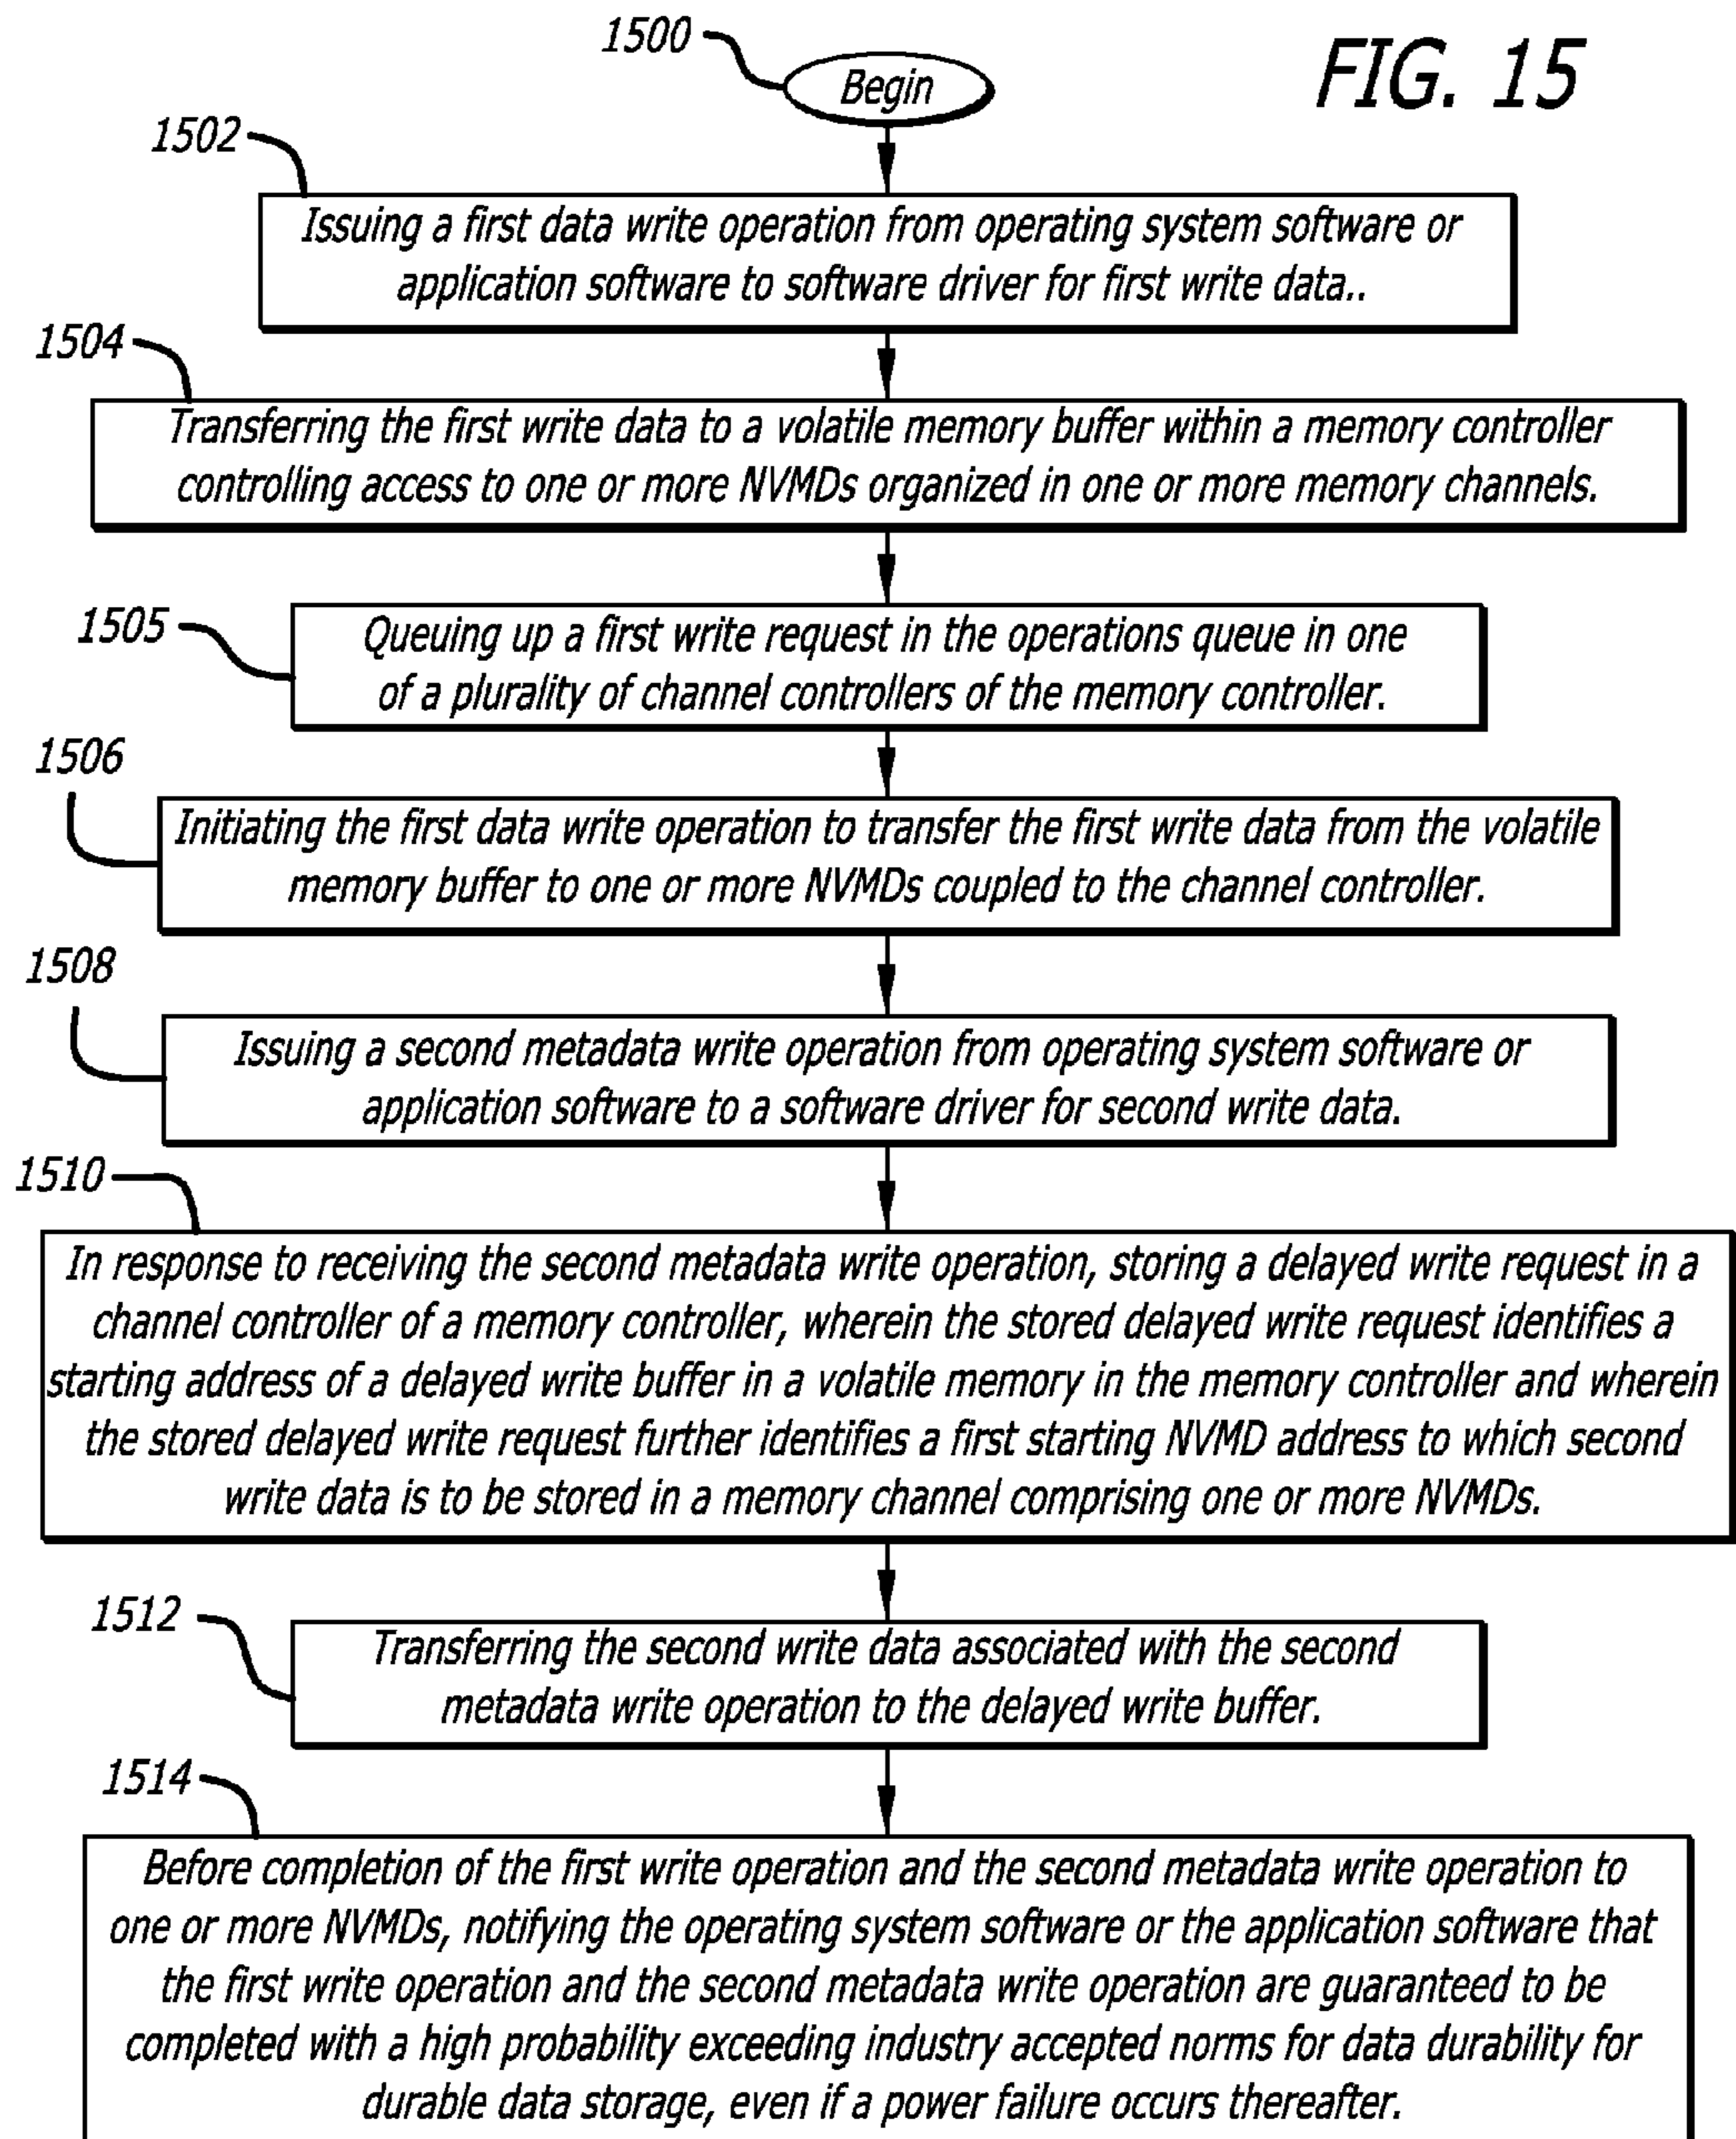 1500
Begin
FIG. 15
1502
Issuing a first data write operation from operating system software or
application software to software driver for first write data..
1504
Transferring the first write data to a volatile memory buffer within a memory controller
controlling access to one or more NVMDs organized in one or more memory channels.
1505
Queuing up a first write request in the operations queue in one
of a plurality of channel controllers of the memory controller.
1506
Initiating the first data write operation to transfer the first write data from the volatile
memory buffer to one or more NVMDs coupled to the channel controller.
1508
Issuing a second metadata write operation from operating system software or
application software to a software driver for second write data.
1510
In response to receiving the second metadata write operation, storing a delayed write request in a
channel controller of a memory controller, wherein the stored delayed write request identifies a
starting address of a delayed write buffer in a volatile memory in the memory controller and wherein
the stored delayed write request further identifies a first starting NVMD address to which second
write data is to be stored in a memory channel comprising one or more NVMDs.
1512
Transferring the second write data associated with the second
metadata write operation to the delayed write buffer.
1514
Before completion of the first write operation and the second metadata write operation to
one or more NVMDs, notifying the operating system software or the application software that
the first write operation and the second metadata write operation are guaranteed to be
completed with a high probability exceeding industry accepted norms for data durability for
durable data storage, even if a power failure occurs thereafter.